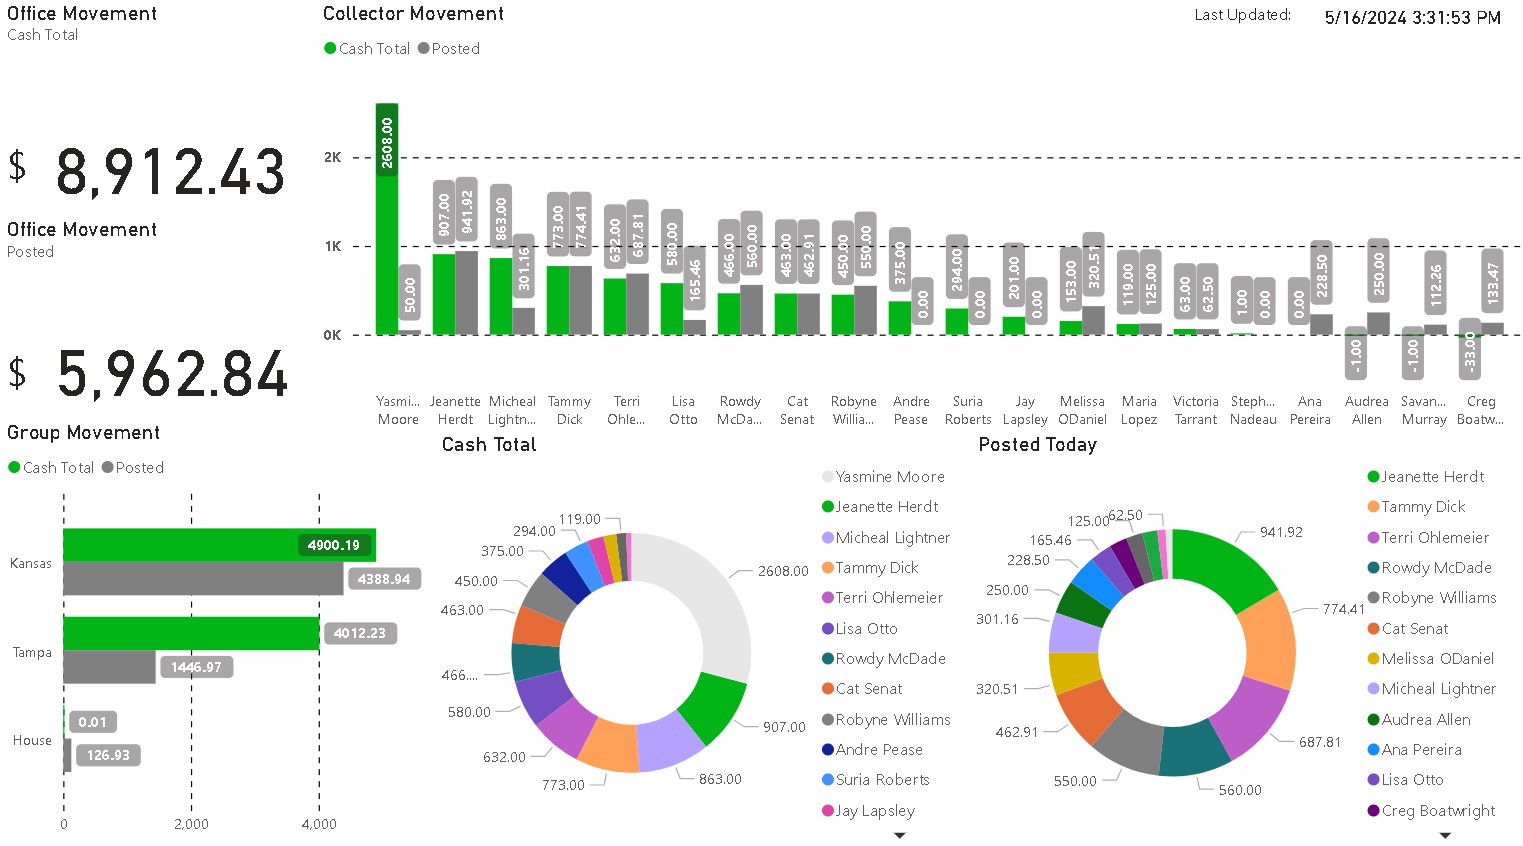 Office Movement
Cash Total
$ 8,912.43
Office Movement
Posted
$ 5,962.84
Collector Movement
Cash Total Posted
Last Updated: 5/16/2024 3:31:53 PM
2K
1K
0K
2608.00 50.00
907.00 941.92
863.00 301.16
773.00 774.41
632.00 687.81
580.00 165.46
466.00 560.00
463.00 462.91
450.00 550.00
375.00 0.00
294.00 0.00
201.00 0.00
153.00 320.51
119.00 125.00
63.00 62.50
1.00 0.00
0.00 228.50
-1.00 250.00
-1.00 112.26
-33.00 133.47
Yasmi... Moore
Jeanette Herdt
Micheal Lightn...
Tammy Dick
Terri Ohle...
Lisa Otto
Rowdy McDa...
Cat Senat
Robyne Willia...
Andre Pease
Suria Roberts
Jay Lapsley
Melissa ODaniel
Maria Lopez
Victoria Tarrant
Steph... Nadeau
Ana Pereira
Audrea Allen
Savan... Murray
Creg Boatw...
Group Movement
Cash Total Posted
Kansas
4900.19
4388.94
Tampa
4012.23
1446.97
House
0.01
126.93
0 2,000 4,000
Cash Total
2608.00
907.00
863.00
773.00
632.00
580.00
466....
463.00
450.00
375.00
294.00
119.00
Yasmine Moore
Jeanette Herdt
Micheal Lightner
Tammy Dick
Terri Ohlemeier
Lisa Otto
Rowdy McDade
Cat Senat
Robyne Williams
Andre Pease
Suria Roberts
Jay Lapsley
Posted Today
941.92
774.41
687.81
560.00
550.00
462.91
320.51
301.16
250.00
228.50
165.46
125.00
62.50
Jeanette Herdt
Tammy Dick
Terri Ohlemeier
Rowdy McDade
Robyne Williams
Cat Senat
Melissa ODaniel
Micheal Lightner
Audrea Allen
Ana Pereira
Lisa Otto
Creg Boatwright